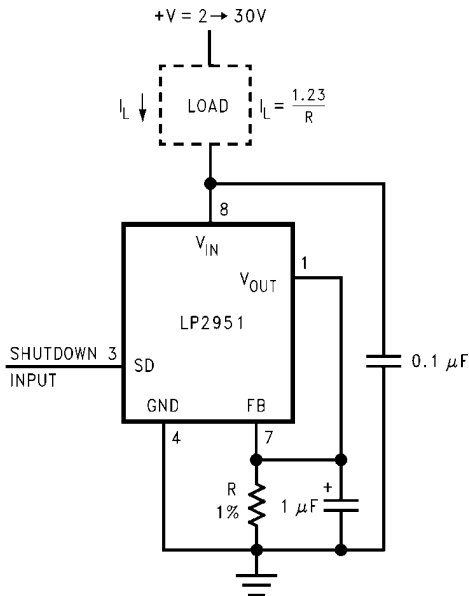 +V = 2 → 30V
I_L ↓
LOAD
I_L = 1.23 / R
8
V_IN
1
V_OUT
LP2951
SHUTDOWN 3
INPUT
SD
0.1 μF
GND
FB
4
7
R
1%
+
1 μF